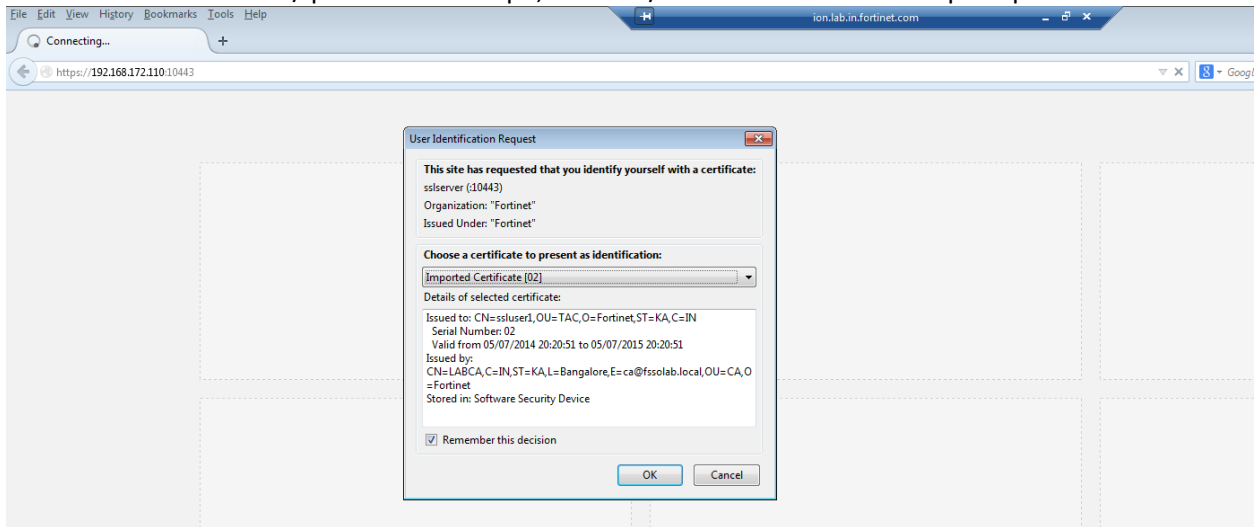 File Edit View History Bookmarks Tools Help
ion.lab.in.fortinet.com
Connecting...
https://192.168.172.110:10443
8 Googl
User Identification Request
This site has requested that you identify yourself with a certificate:
sslserver (:10443)
Organization: "Fortinet"
Issued Under: "Fortinet"
Choose a certificate to present as identification:
Imported Certificate [02]
Details of selected certificate:
Issued to: CN=ssluser1,OU=TAC,O=Fortinet,ST=KA,C=IN
Serial Number: 02
Valid from 05/07/2014 20:20:51 to 05/07/2015 20:20:51
Issued by:
CN=LABCA,C=IN,ST=KA,L=Bangalore,E=ca@fssolab.local,OU=CA,O
=Fortinet
Stored in: Software Security Device
Remember this decision
OK Cancel